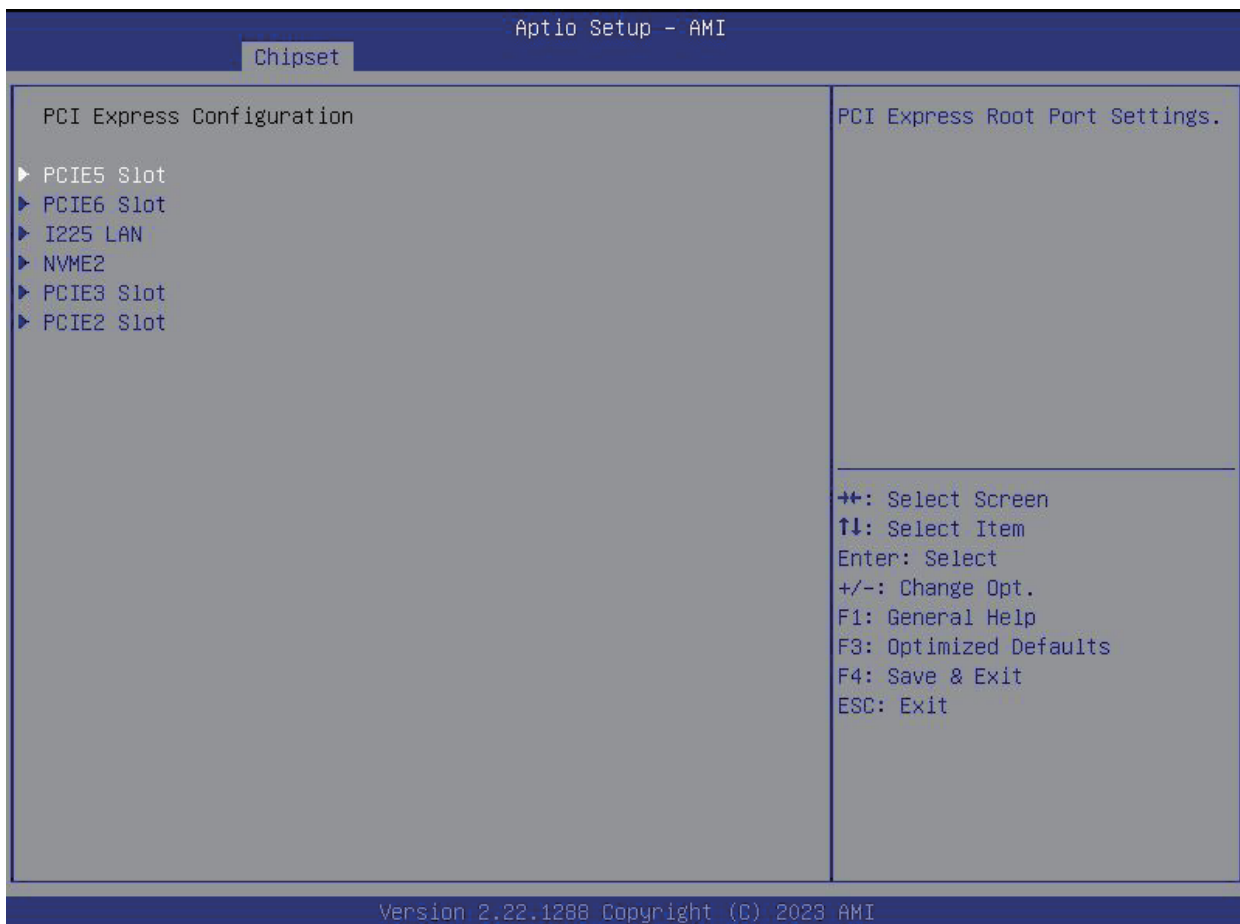 Aptio Setup - AMI
Chipset
PCI Express Configuration
PCIE5 Slot
PCIE6 Slot
I225 LAN
NVME2
PCIE3 Slot
PCIE2 Slot
PCI Express Root Port Settings.
→←: Select Screen
↑↓: Select Item
Enter: Select
+/-: Change Opt.
F1: General Help
F3: Optimized Defaults
F4: Save & Exit
ESC: Exit
Version 2.22.1288 Copyright (C) 2023 AMI